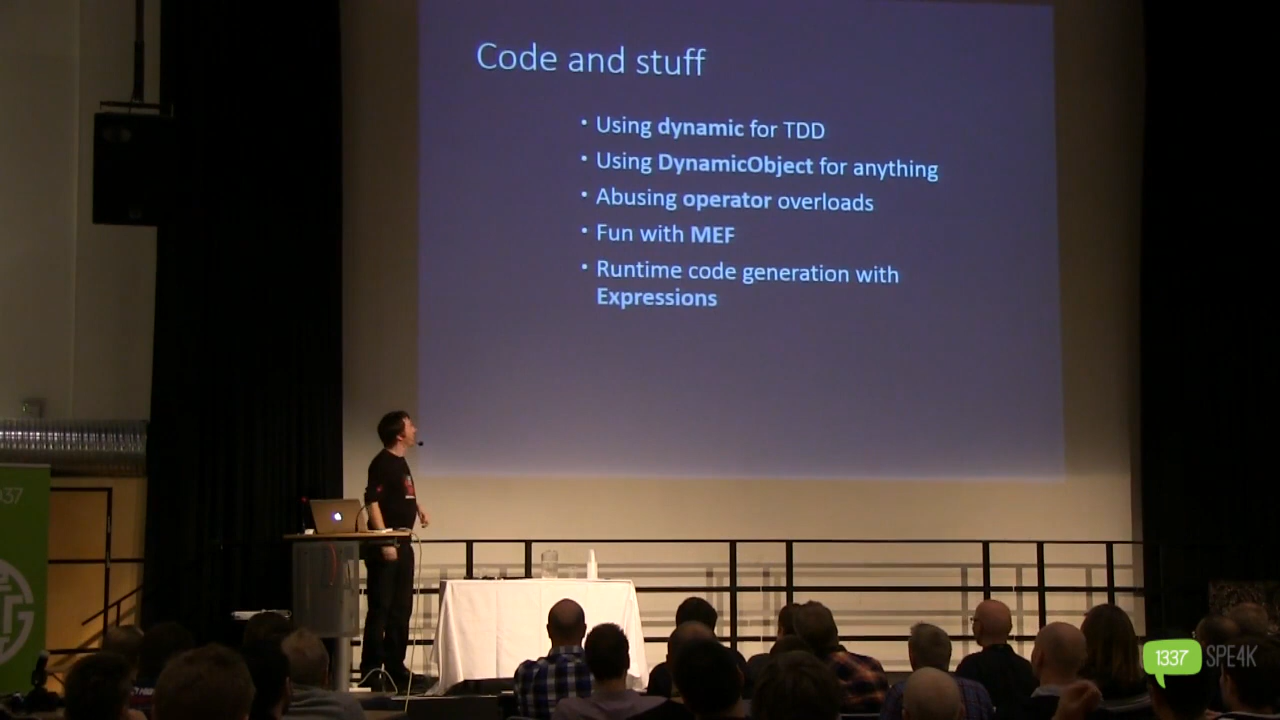 Code and stuff
• Using dynamic for TDD
• Using DynamicObject for anything
• Abusing operator overloads
• Fun with MEF
• Runtime code generation with
Expressions
1337 SPE4K